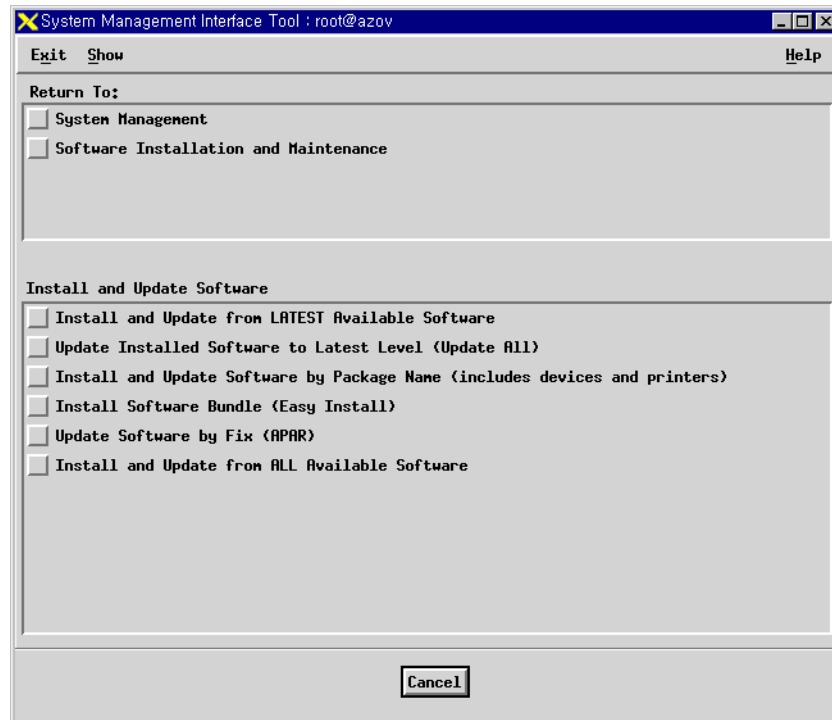 System Management Interface Tool : root@azov
Exit Show Help
Return To:
System Management
Software Installation and Maintenance
Install and Update Software
Install and Update from LATEST Available Software
Update Installed Software to Latest Level (Update All)
Install and Update Software by Package Name (includes devices and printers)
Install Software Bundle (Easy Install)
Update Software by Fix (APAR)
Install and Update from ALL Available Software
Cancel